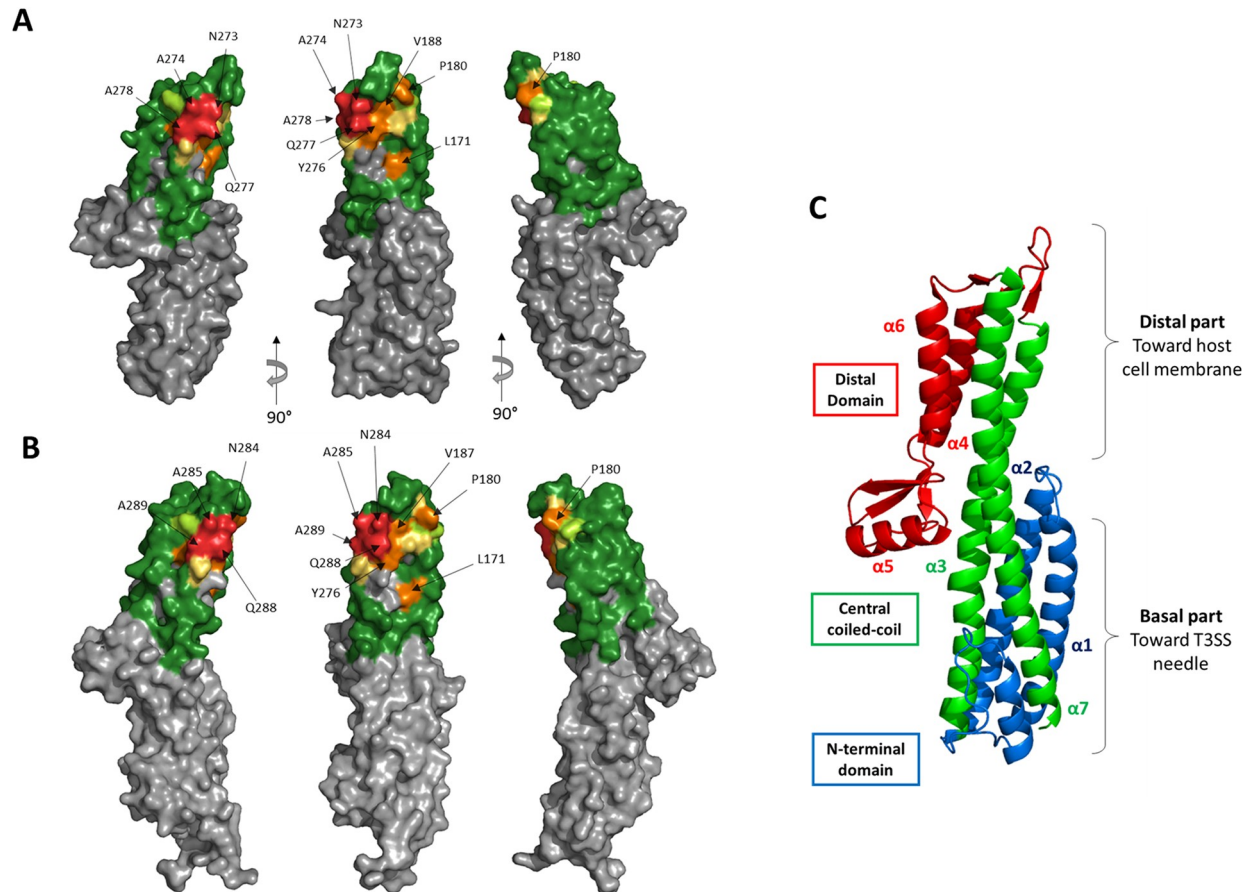 A
A278
A274
N273
Q277
A274
N273
V188
P180
A278
Q277
Y276
L171
P180
90°
90°
B
A289
A285
N284
Q288
A285
N284
V187
P180
A289
Q288
Y276
L171
P180
C
α6
Distal
Domain
α4
α2
α5
α3
Central
coiled-coil
α1
α7
N-terminal
domain
Distal part
Toward host
cell membrane
Basal part
Toward T3SS
needle